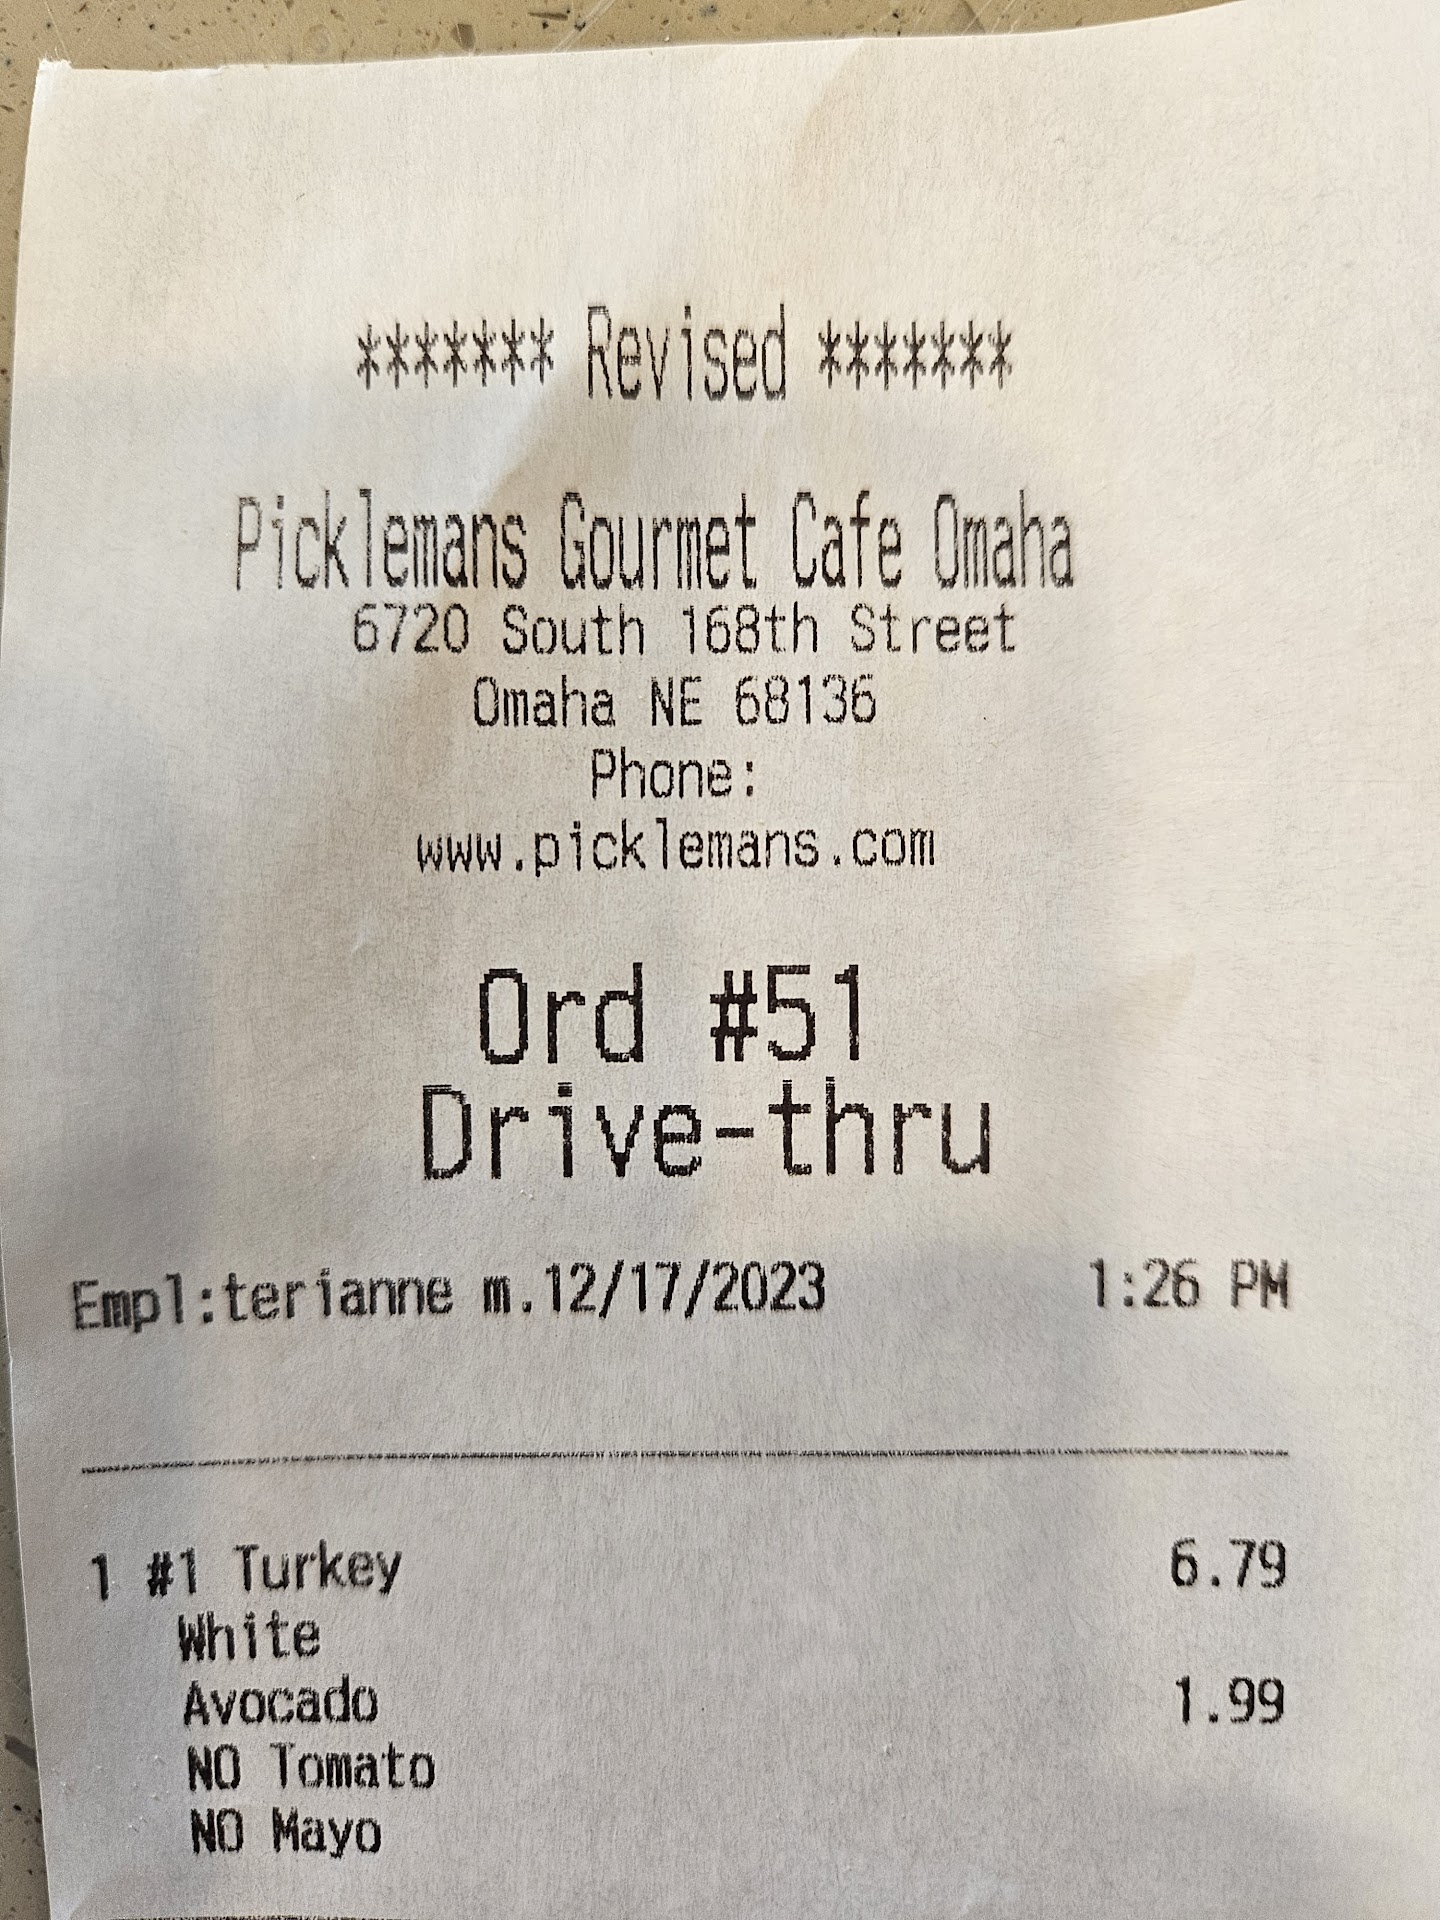 ******* Revised *******
Picklemans Gourmet Cafe Omaha
6720 South 168th Street
Omaha NE 68136
Phone:
www.picklemans.com
Ord #51
Drive-thru
Empl:terianne m.12/17/2023 1:26 PM
1 #1 Turkey 6.79
White
Avocado 1.99
NO Tomato
NO Mayo